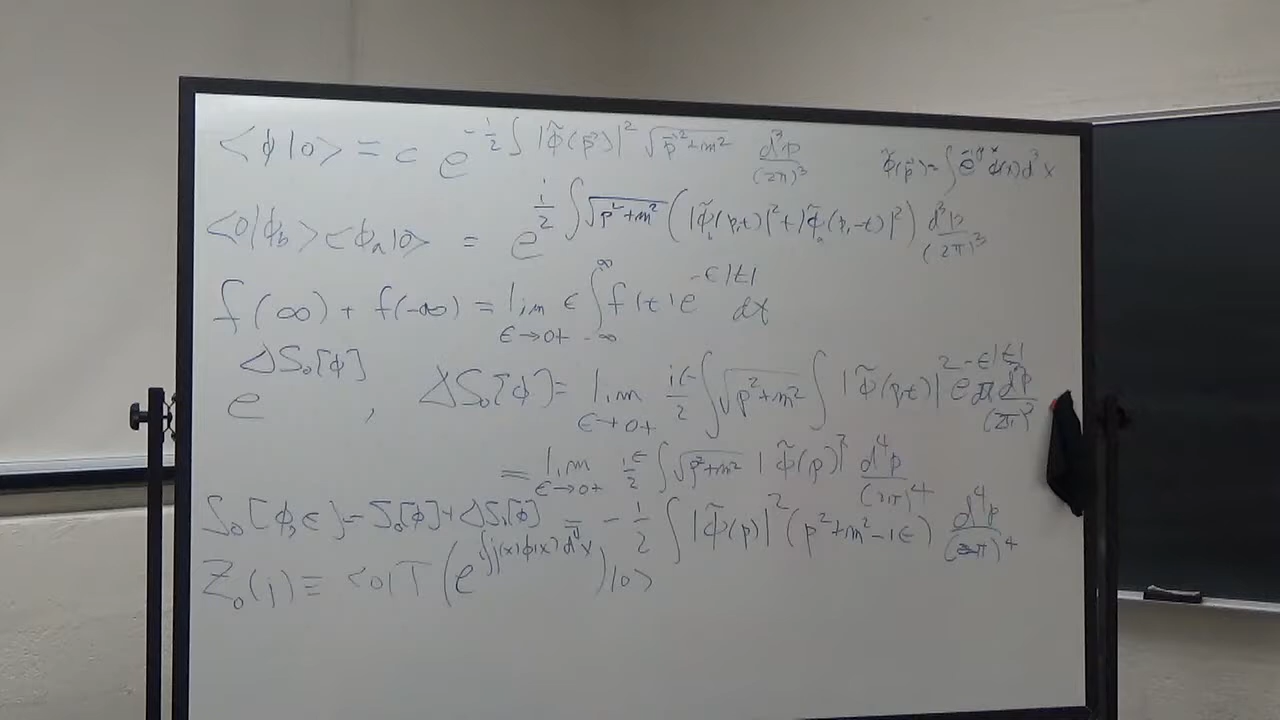 <φ|0> = c e^{-½ ∫ |φ̃(p⃗)|² √(p⃗²+m²) d³p/(2π)³}   φ̃(p⃗) = ∫ e^{-ip⃗·x⃗} φ(x) d³x
<0|φ_b><φ_a|0> = e^{i/2 ∫ √(p²+m²) (|φ̃_b(p,t)|² + |φ̃_a(p,-t)|²) d³p/(2π)³}
f(∞) + f(-∞) = lim_{ε→0+} ε ∫_{-∞}^{∞} f(t) e^{-ε|t|} dt
e^{ΔS₀[φ]} , ΔS₀[φ] = lim_{ε→0+} iε/2 ∫ √(p²+m²) ∫ |φ̃(p,t)|² e^{-ε|t|} dt d³p/(2π)³
= lim_{ε→0+} iε/2 ∫ √(p²+m²) |φ̃(p)|² d⁴p/(2π)⁴
S₀[φ,ε] = S₀[φ] + ΔS₀[φ] = -½ ∫ |φ̃(p)|² (p²+m²-iε) d⁴p/(2π)⁴
Z₀(j) ≡ <0|T(e^{i∫j(x)φ(x)d⁴x})|0>